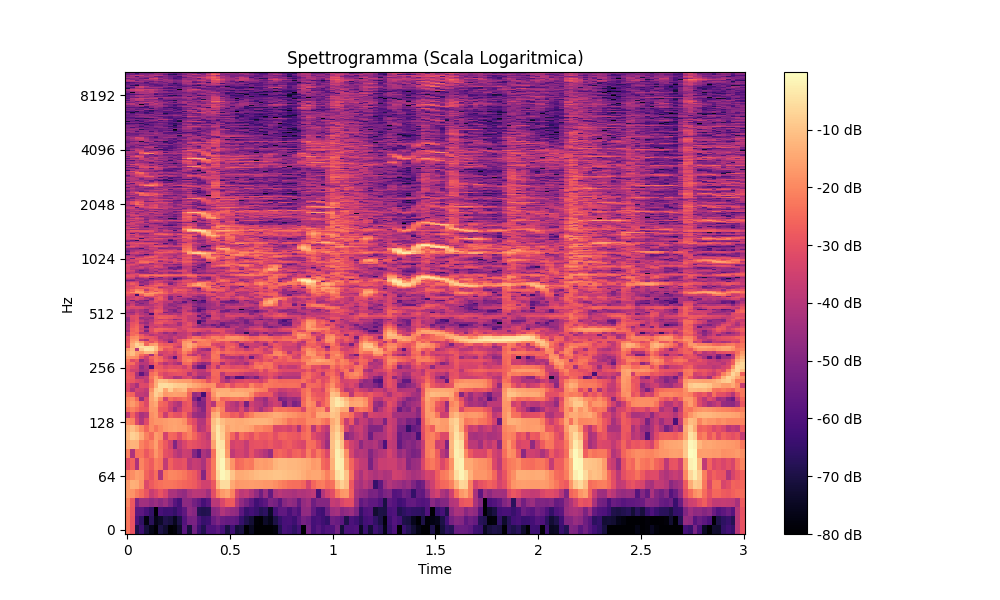 Spettrogramma (Scala Logaritmica)
8192
4096
2048
1024
512
256
128
64
0
Hz
0
0.5
1
1.5
2
2.5
3
Time
-10 dB
-20 dB
-30 dB
-40 dB
-50 dB
-60 dB
-70 dB
-80 dB